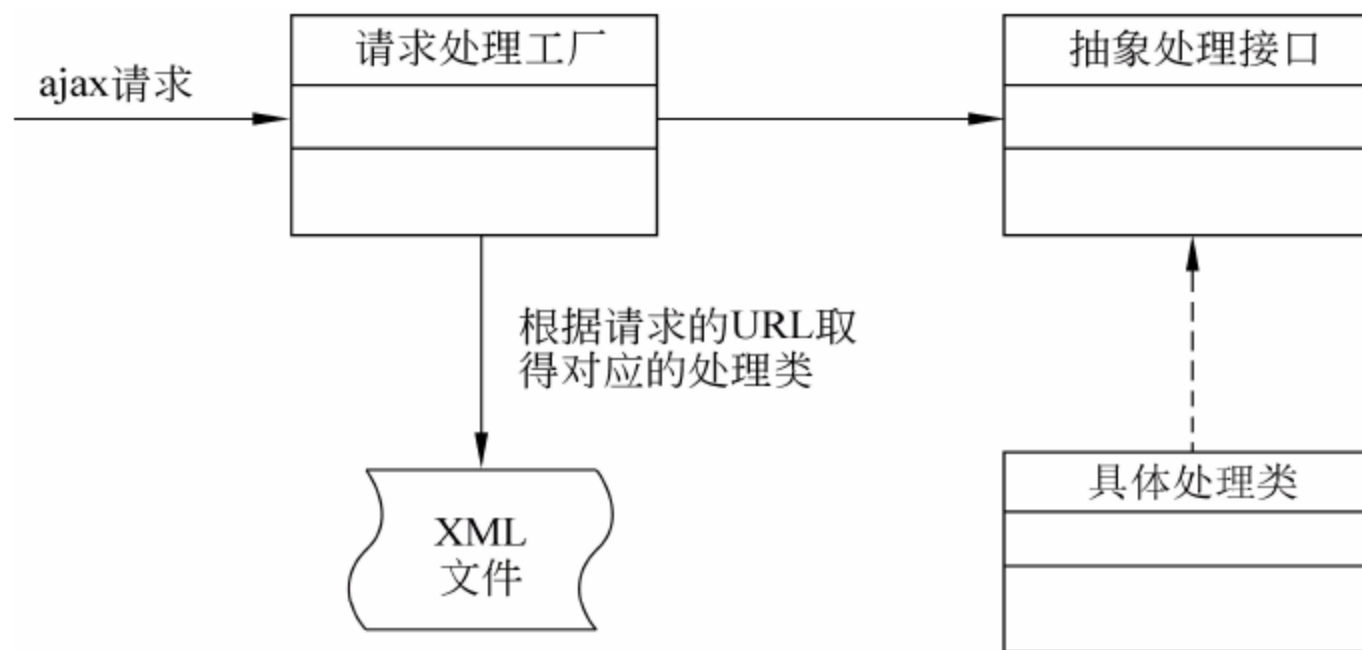 请求处理工厂
抽象处理接口
ajax请求
根据请求的URL取
得对应的处理类
具体处理类
XML
文件